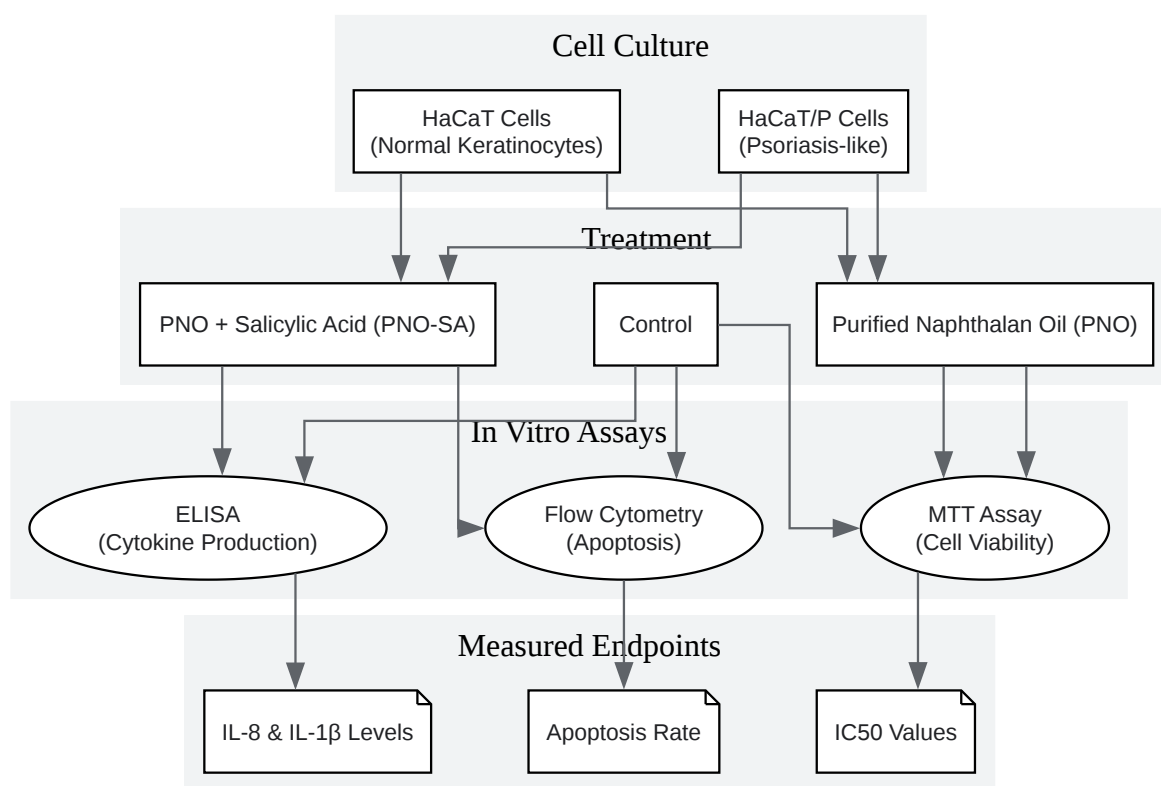 Cell Culture
HaCaT Cells
(Normal Keratinocytes)
HaCaT/P Cells
(Psoriasis-like)
Treatment
PNO + Salicylic Acid (PNO-SA)
Control
Purified Naphthalan Oil (PNO)
In Vitro Assays
ELISA
(Cytokine Production)
Flow Cytometry
(Apoptosis)
MTT Assay
(Cell Viability)
Measured Endpoints
IL-8 & IL-1β Levels
Apoptosis Rate
IC50 Values